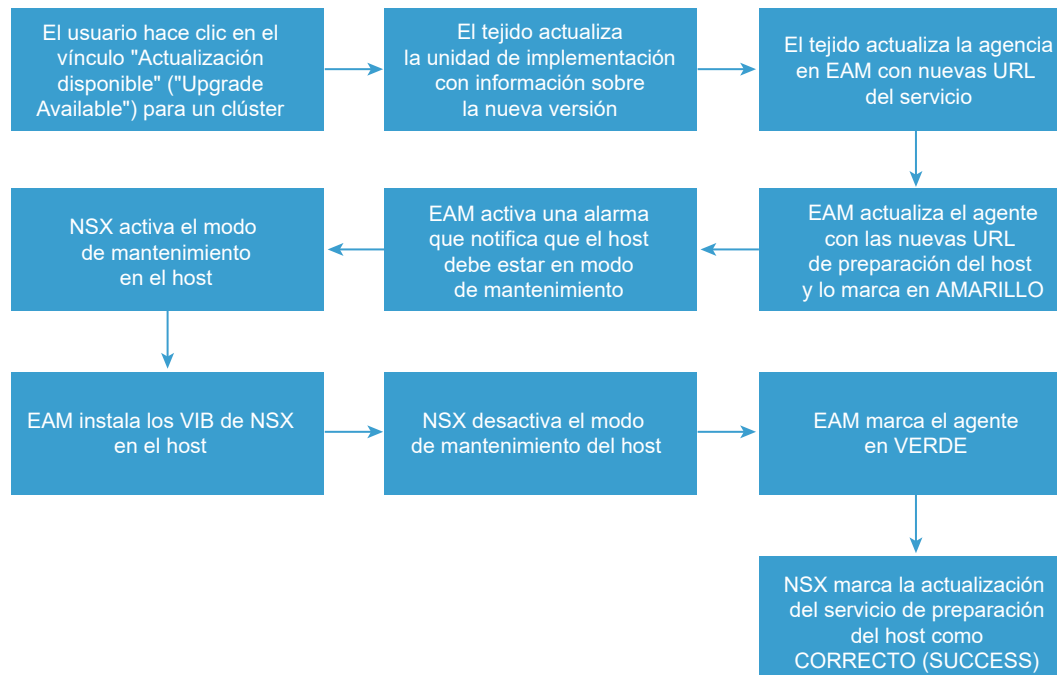 El usuario hace clic en el
vínculo "Actualización
disponible" ("Upgrade
Available") para un clúster
El tejido actualiza
la unidad de implementación
con información sobre
la nueva versión
El tejido actualiza la agencia
en EAM con nuevas URL
del servicio
EAM actualiza el agente
con las nuevas URL
de preparación del host
y lo marca en AMARILLO
EAM activa una alarma
que notifica que el host
debe estar en modo
de mantenimiento
NSX activa el modo
de mantenimiento
en el host
EAM instala los VIB de NSX
en el host
NSX desactiva el modo
de mantenimiento del host
EAM marca el agente
en VERDE
NSX marca la actualización
del servicio de preparación
del host como
CORRECTO (SUCCESS)